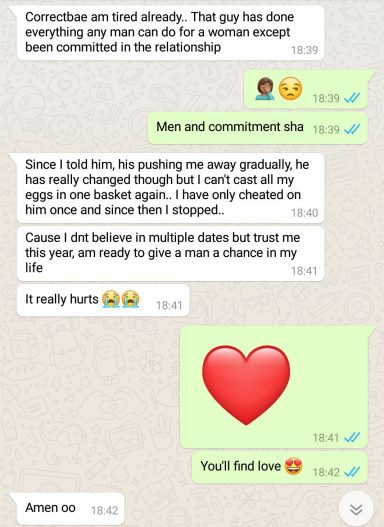 Correctbae am tired already.. That guy has done
everything any man can do for a woman except
been committed in the relationship
18:39
🤦🏾‍♀️😒 18:39
Men and commitment sha 18:39
Since I told him, his pushing me away gradually, he
has really changed though but I can't cast all my
eggs in one basket again.. I have only cheated on
him once and since then I stopped..
18:40
Cause I dnt believe in multiple dates but trust me
this year, am ready to give a man a chance in my
life
18:41
It really hurts 😭😭 18:41
❤️
18:41
You'll find love 😍 18:42
Amen oo 18:42